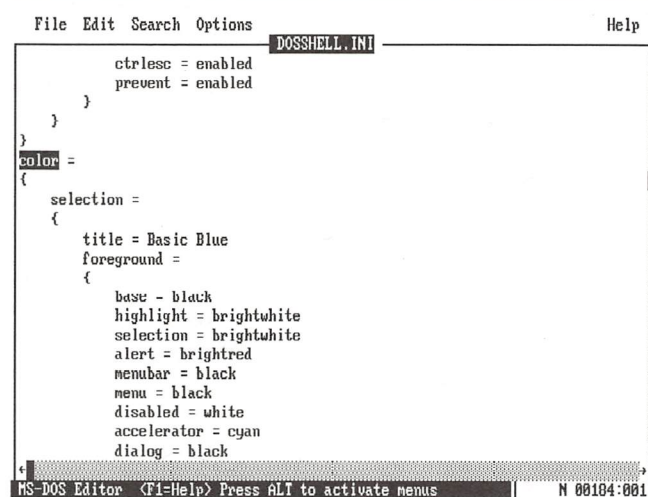 File Edit Search Options Help
DOSSHELL.INI
ctrlesc = enabled
prevent = enabled
}
}
}
color =
{
selection =
{
title = Basic Blue
foreground =
{
base = black
highlight = brightwhite
selection = brightwhite
alert = brightred
menubar = black
menu = black
disabled = white
accelerator = cyan
dialog = black
MS-DOS Editor <F1=Help> Press ALT to activate menus N 00184:001